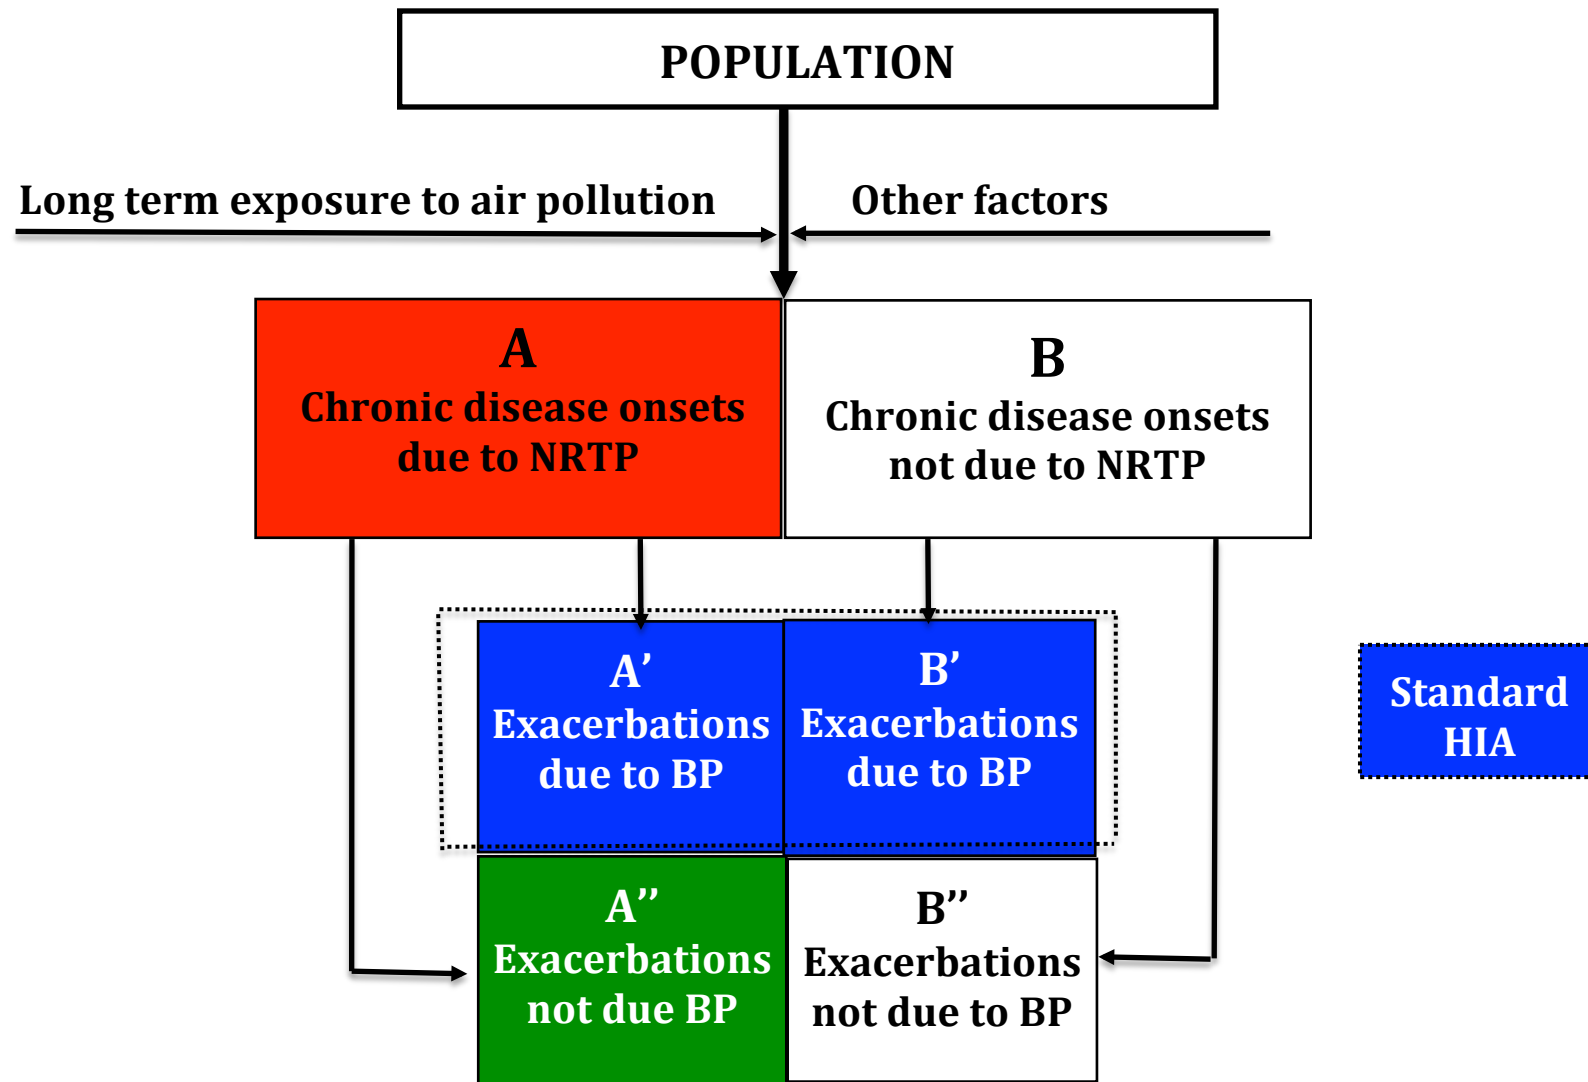 POPULATION
Long term exposure to air pollution
Other factors
A
Chronic disease onsets
due to NRTP
B
Chronic disease onsets
not due to NRTP
A’
Exacerbations
due to BP
B’
Exacerbations
due to BP
Standard
HIA
A’’
Exacerbations
not due BP
B’’
Exacerbations
not due to BP